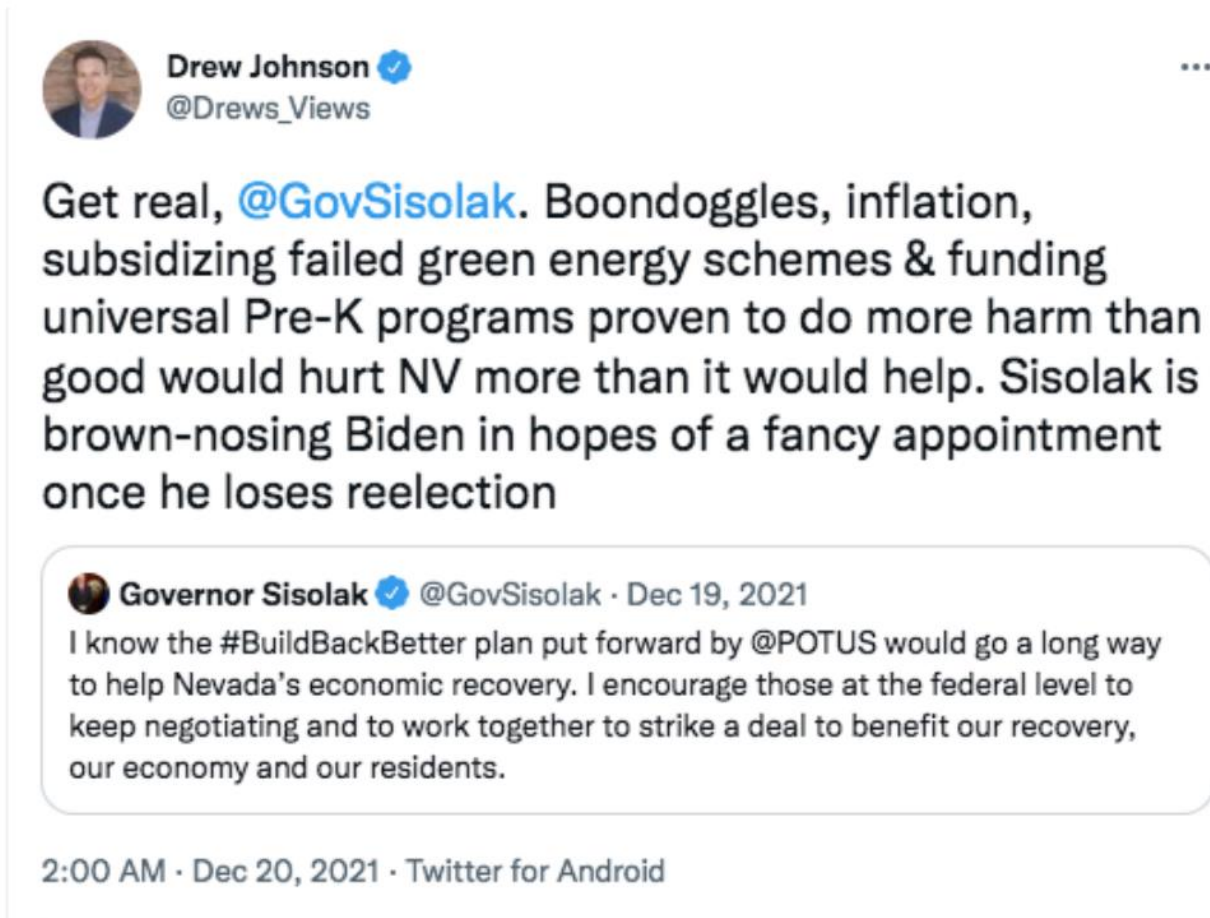 Drew Johnson
@Drews_Views
Get real, @GovSisolak. Boondoggles, inflation,
subsidizing failed green energy schemes & funding
universal Pre-K programs proven to do more harm than
good would hurt NV more than it would help. Sisolak is
brown-nosing Biden in hopes of a fancy appointment
once he loses reelection
Governor Sisolak @GovSisolak · Dec 19, 2021
I know the #BuildBackBetter plan put forward by @POTUS would go a long way
to help Nevada's economic recovery. I encourage those at the federal level to
keep negotiating and to work together to strike a deal to benefit our recovery,
our economy and our residents.
2:00 AM · Dec 20, 2021 · Twitter for Android